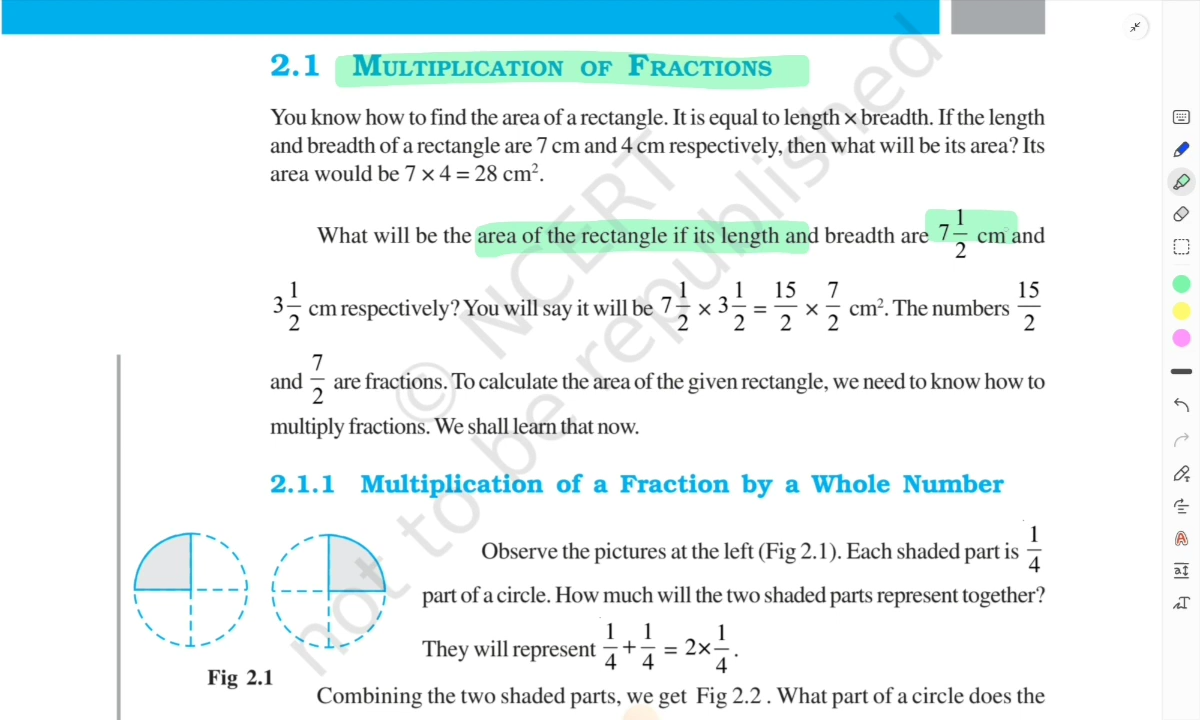 2.1 MULTIPLICATION OF FRACTIONS
You know how to find the area of a rectangle. It is equal to length × breadth. If the length
and breadth of a rectangle are 7 cm and 4 cm respectively, then what will be its area? Its
area would be 7 × 4 = 28 cm².
What will be the area of the rectangle if its length and breadth are 7 1/2 cm and
3 1/2 cm respectively? You will say it will be 7 1/2 × 3 1/2 = 15/2 × 7/2 cm². The numbers 15/2
and 7/2 are fractions. To calculate the area of the given rectangle, we need to know how to
multiply fractions. We shall learn that now.
2.1.1 Multiplication of a Fraction by a Whole Number
Observe the pictures at the left (Fig 2.1). Each shaded part is 1/4
part of a circle. How much will the two shaded parts represent together?
They will represent 1/4 + 1/4 = 2× 1/4 .
Fig 2.1
Combining the two shaded parts, we get Fig 2.2 . What part of a circle does the
© NCERT
not to be republished